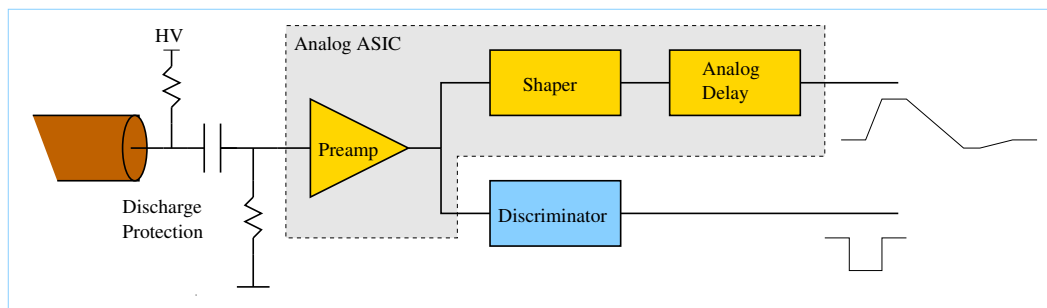 HV
Analog ASIC
Shaper
Analog
Delay
Preamp
Discharge
Protection
Discriminator